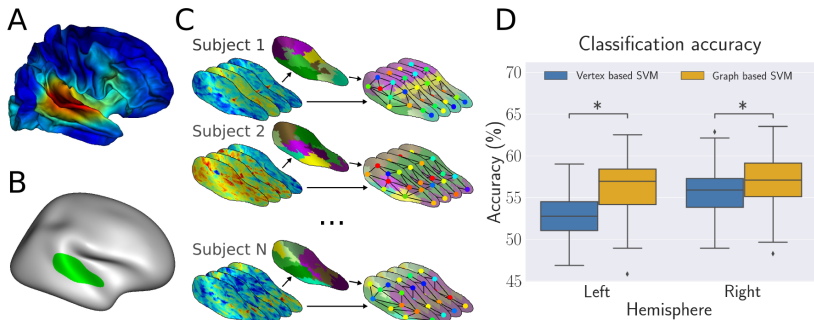 A
B
C
Subject 1
Subject 2
...
Subject N
D
Classification accuracy
Vertex based SVM
Graph based SVM
*
*
Accuracy (%)
70
65
60
55
50
45
Left
Right
Hemisphere